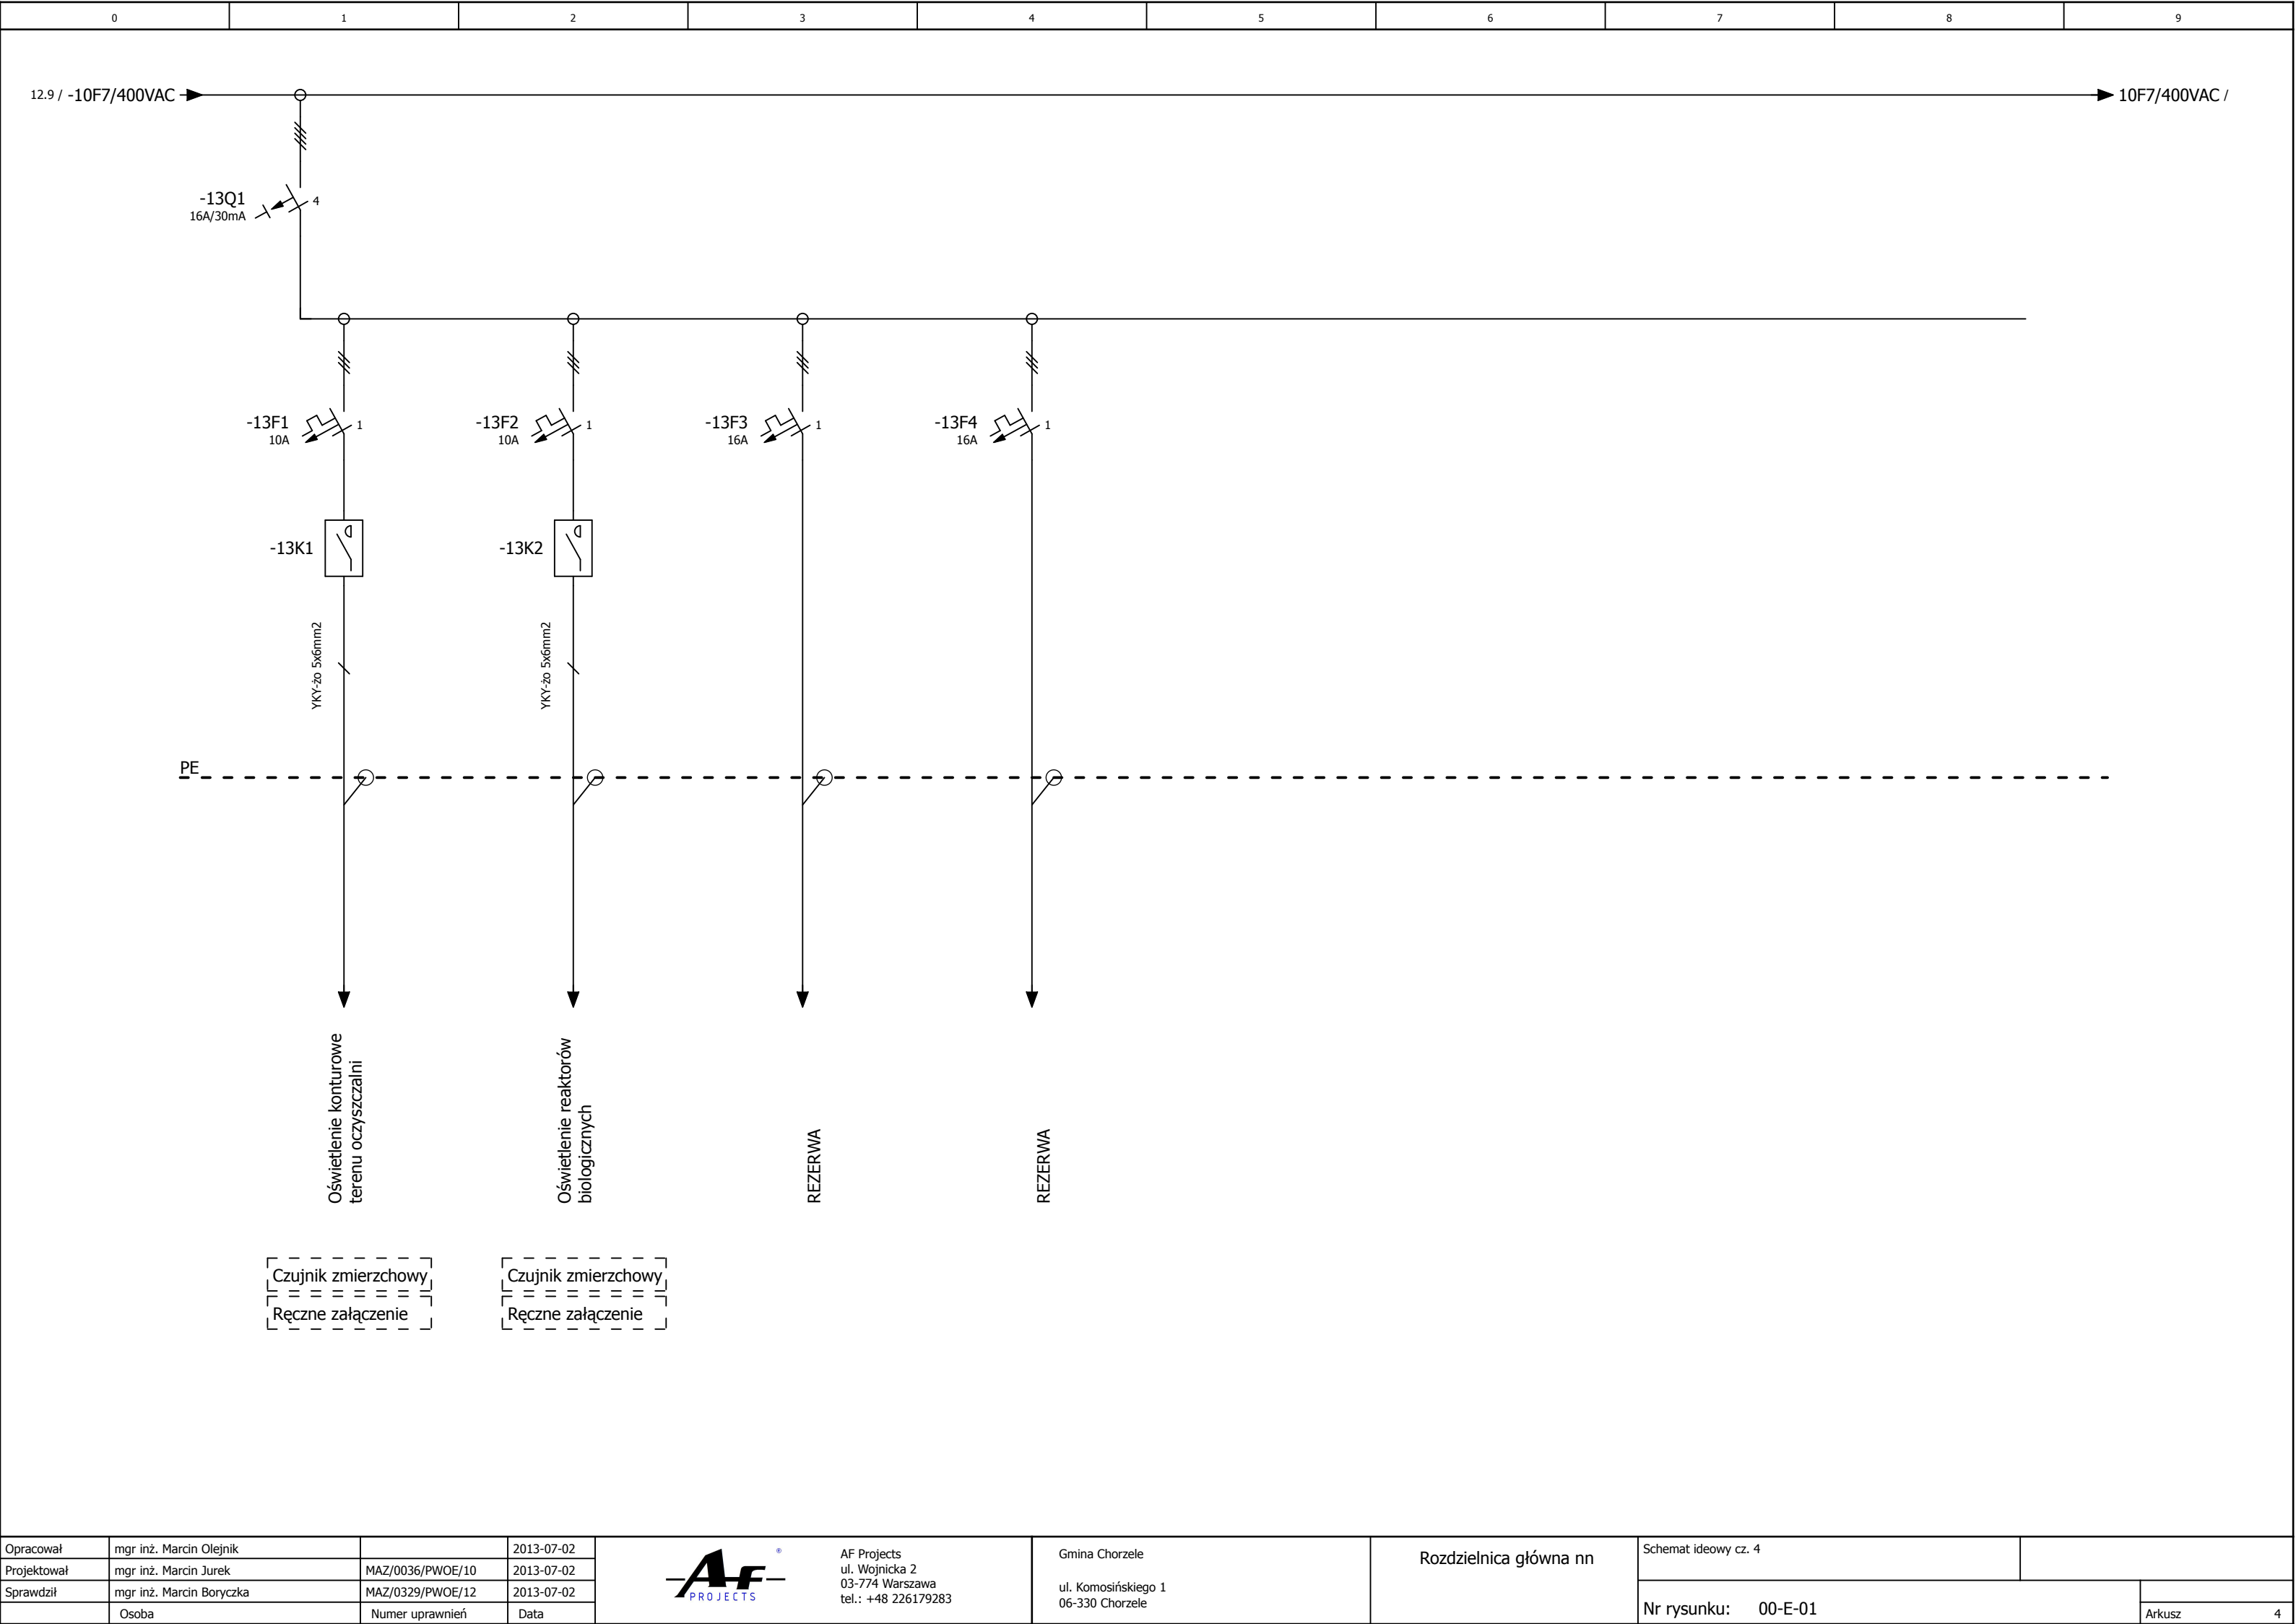 0 1 2 3 4 5 6 7 8 9
12.9 / -10F7/400VAC
10F7/400VAC /
-13Q1
16A/30mA
4
-13F1
10A
1
-13F2
10A
1
-13F3
16A
1
-13F4
16A
1
-13K1
-13K2
YKY-żo 5x6mm2
YKY-żo 5x6mm2
PE
Oświetlenie konturowe
terenu oczyszczalni
Oświetlenie reaktorów
biologicznych
REZERWA
REZERWA
Czujnik zmierzchowy
Ręczne załączenie
Czujnik zmierzchowy
Ręczne załączenie
Opracował mgr inż. Marcin Olejnik 2013-07-02
Projektował mgr inż. Marcin Jurek MAZ/0036/PWOE/10 2013-07-02
Sprawdził mgr inż. Marcin Boryczka MAZ/0329/PWOE/12 2013-07-02
Osoba Numer uprawnień Data
AF ®
PROJECTS
AF Projects
ul. Wojnicka 2
03-774 Warszawa
tel.: +48 226179283
Gmina Chorzele
ul. Komosińskiego 1
06-330 Chorzele
Rozdzielnica główna nn
Schemat ideowy cz. 4
Nr rysunku: 00-E-01
Arkusz 4